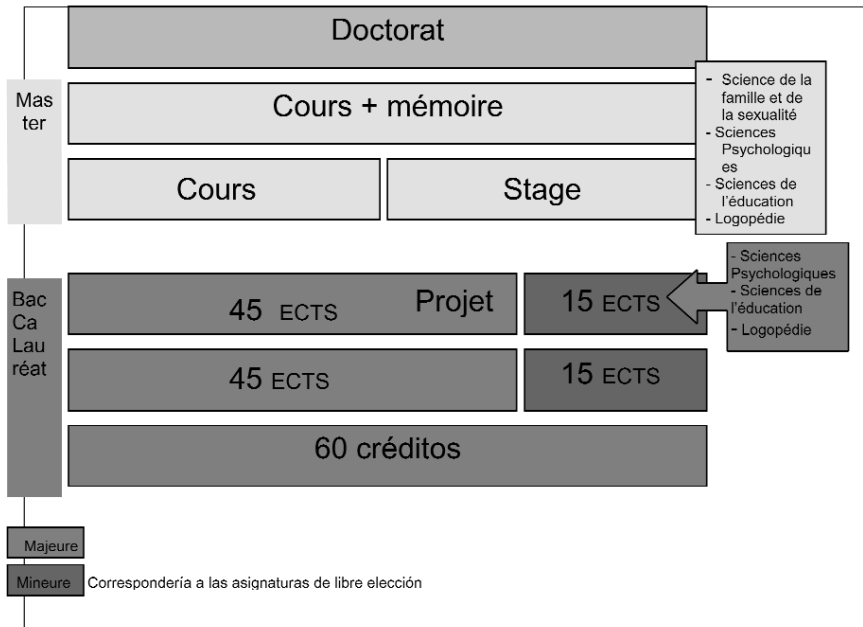 Doctorat
Mas
ter
Cours + mémoire
- Science de la
famille et de
la sexualité
- Sciences
Psychologiqu
es
- Sciences de
l'éducation
- Logopédie
Cours
Stage
Bac
Ca
Lau
réat
45 ECTS
Projet
15 ECTS
- Sciences
Psychologiques
- Sciences de
l'éducation
- Logopédie
45 ECTS
15 ECTS
60 créditos
Majeure
Mineure
Correspondería a las asignaturas de libre elección